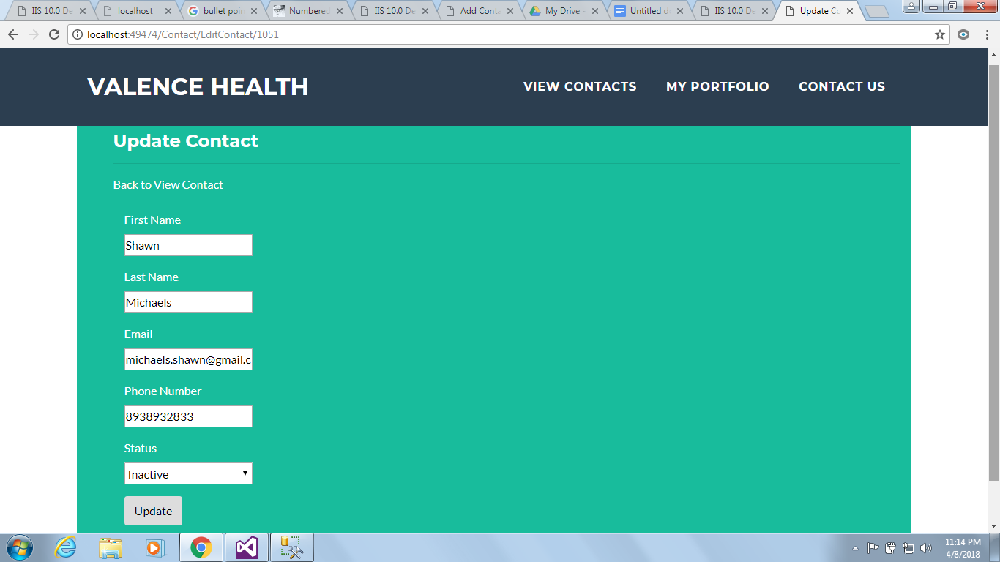 IIS 10.0 De localhost bullet poin Numbered IIS 10.0 De Add Conta My Drive - Untitled d IIS 10.0 De Update Co
localhost:49474/Contact/EditContact/1051
VALENCE HEALTH VIEW CONTACTS MY PORTFOLIO CONTACT US
Update Contact
Back to View Contact
First Name
Shawn
Last Name
Michaels
Email
michaels.shawn@gmail.c
Phone Number
8938932833
Status
Inactive
Update
11:14 PM
4/8/2018